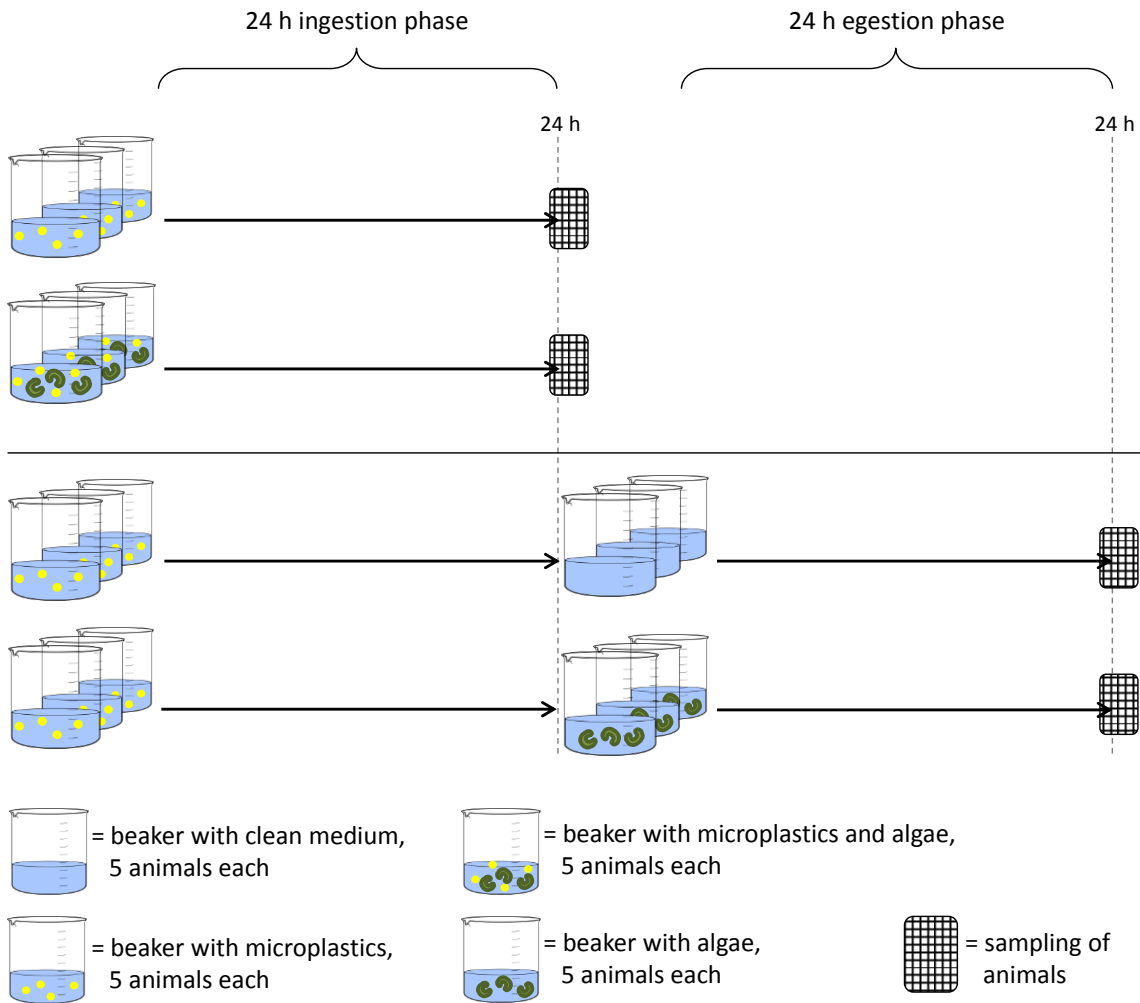 24 h ingestion phase
24 h egestion phase
24 h
24 h
= beaker with clean medium,
5 animals each
= beaker with microplastics and algae,
5 animals each
= beaker with microplastics,
5 animals each
= beaker with algae,
5 animals each
= sampling of
animals